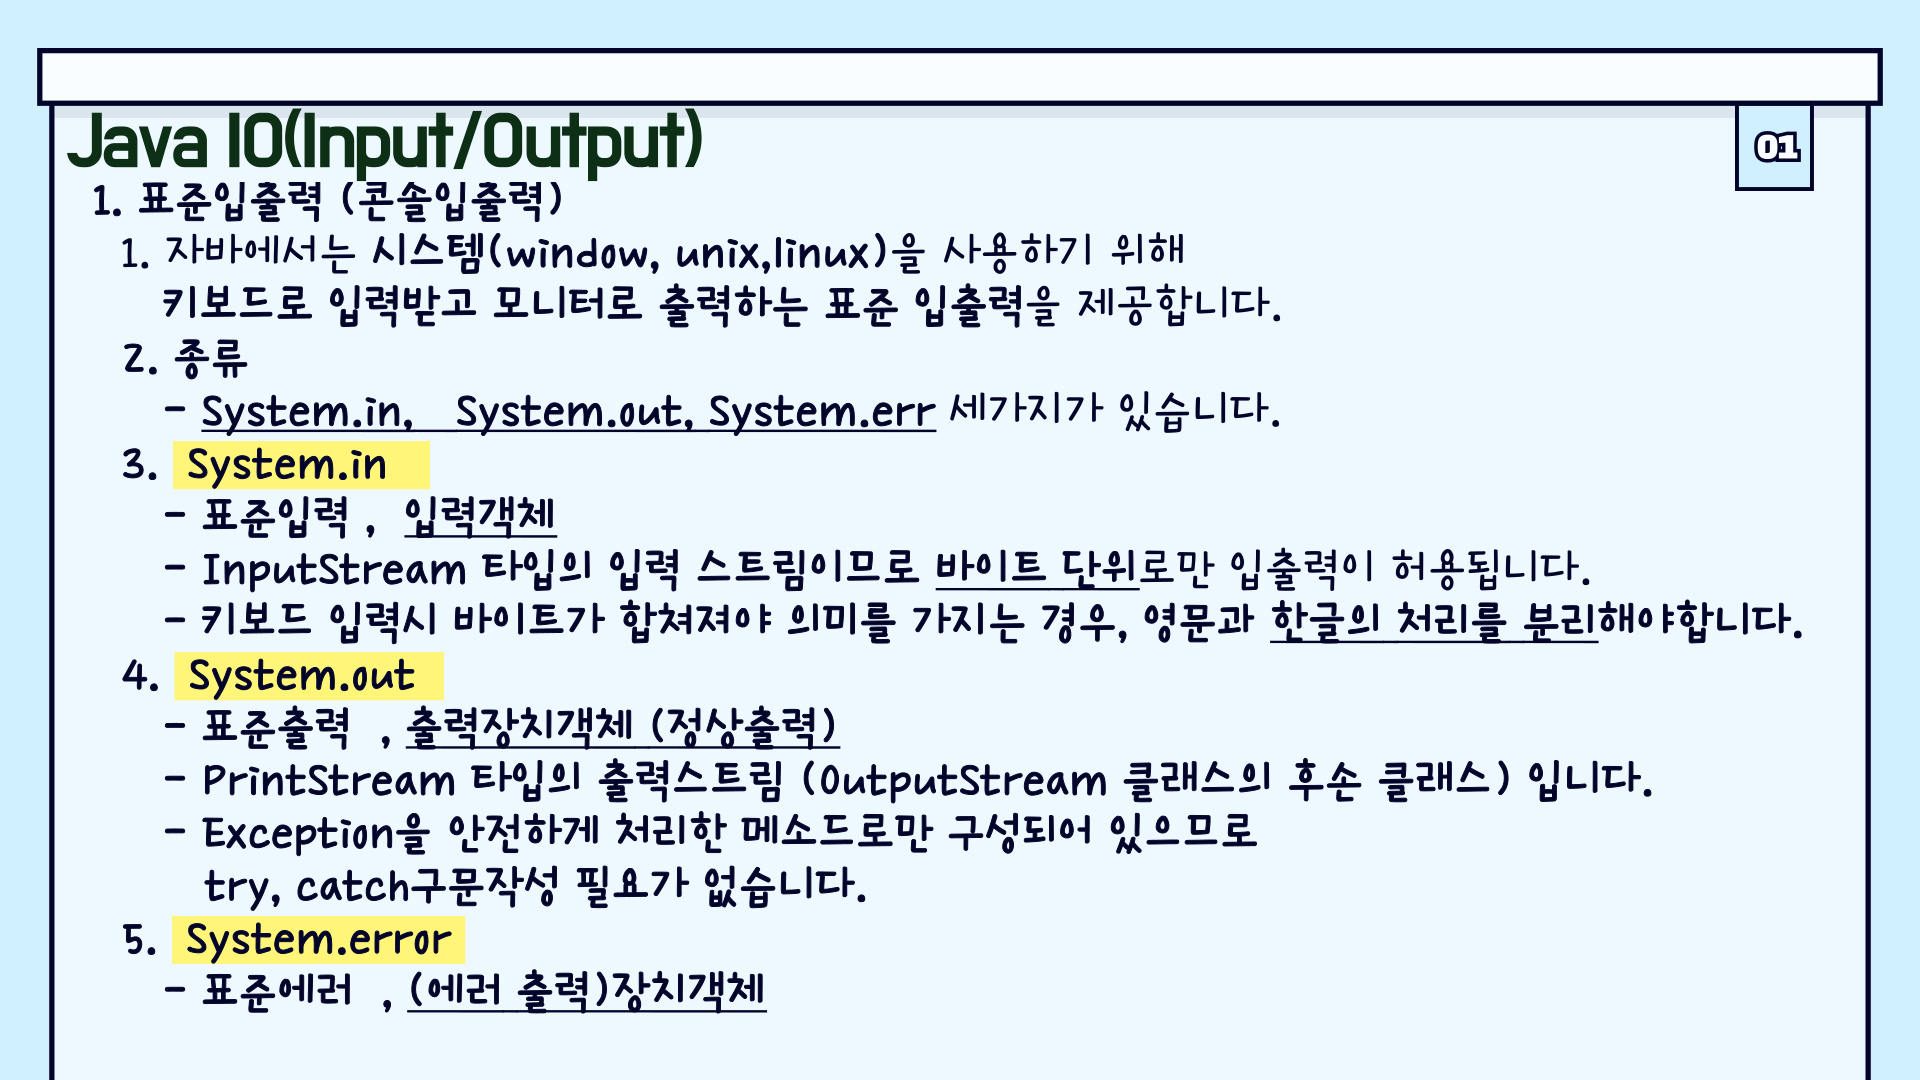 Java IO(Input/Output)
01
1. 표준입출력 (콘솔입출력)
1. 자바에서는 시스템(window, unix,linux)을 사용하기 위해
키보드로 입력받고 모니터로 출력하는 표준 입출력을 제공합니다.
2. 종류
- System.in, System.out, System.err 세가지가 있습니다.
3. System.in
- 표준입력 , 입력객체
- InputStream 타입의 입력 스트림이므로 바이트 단위로만 입출력이 허용됩니다.
- 키보드 입력시 바이트가 합쳐져야 의미를 가지는 경우, 영문과 한글의 처리를 분리해야합니다.
4. System.out
- 표준출력 , 출력장치객체 (정상출력)
- PrintStream 타입의 출력스트림 (OutputStream 클래스의 후손 클래스) 입니다.
- Exception을 안전하게 처리한 메소드로만 구성되어 있으므로
try, catch구문작성 필요가 없습니다.
5. System.error
- 표준에러 , (에러 출력)장치객체